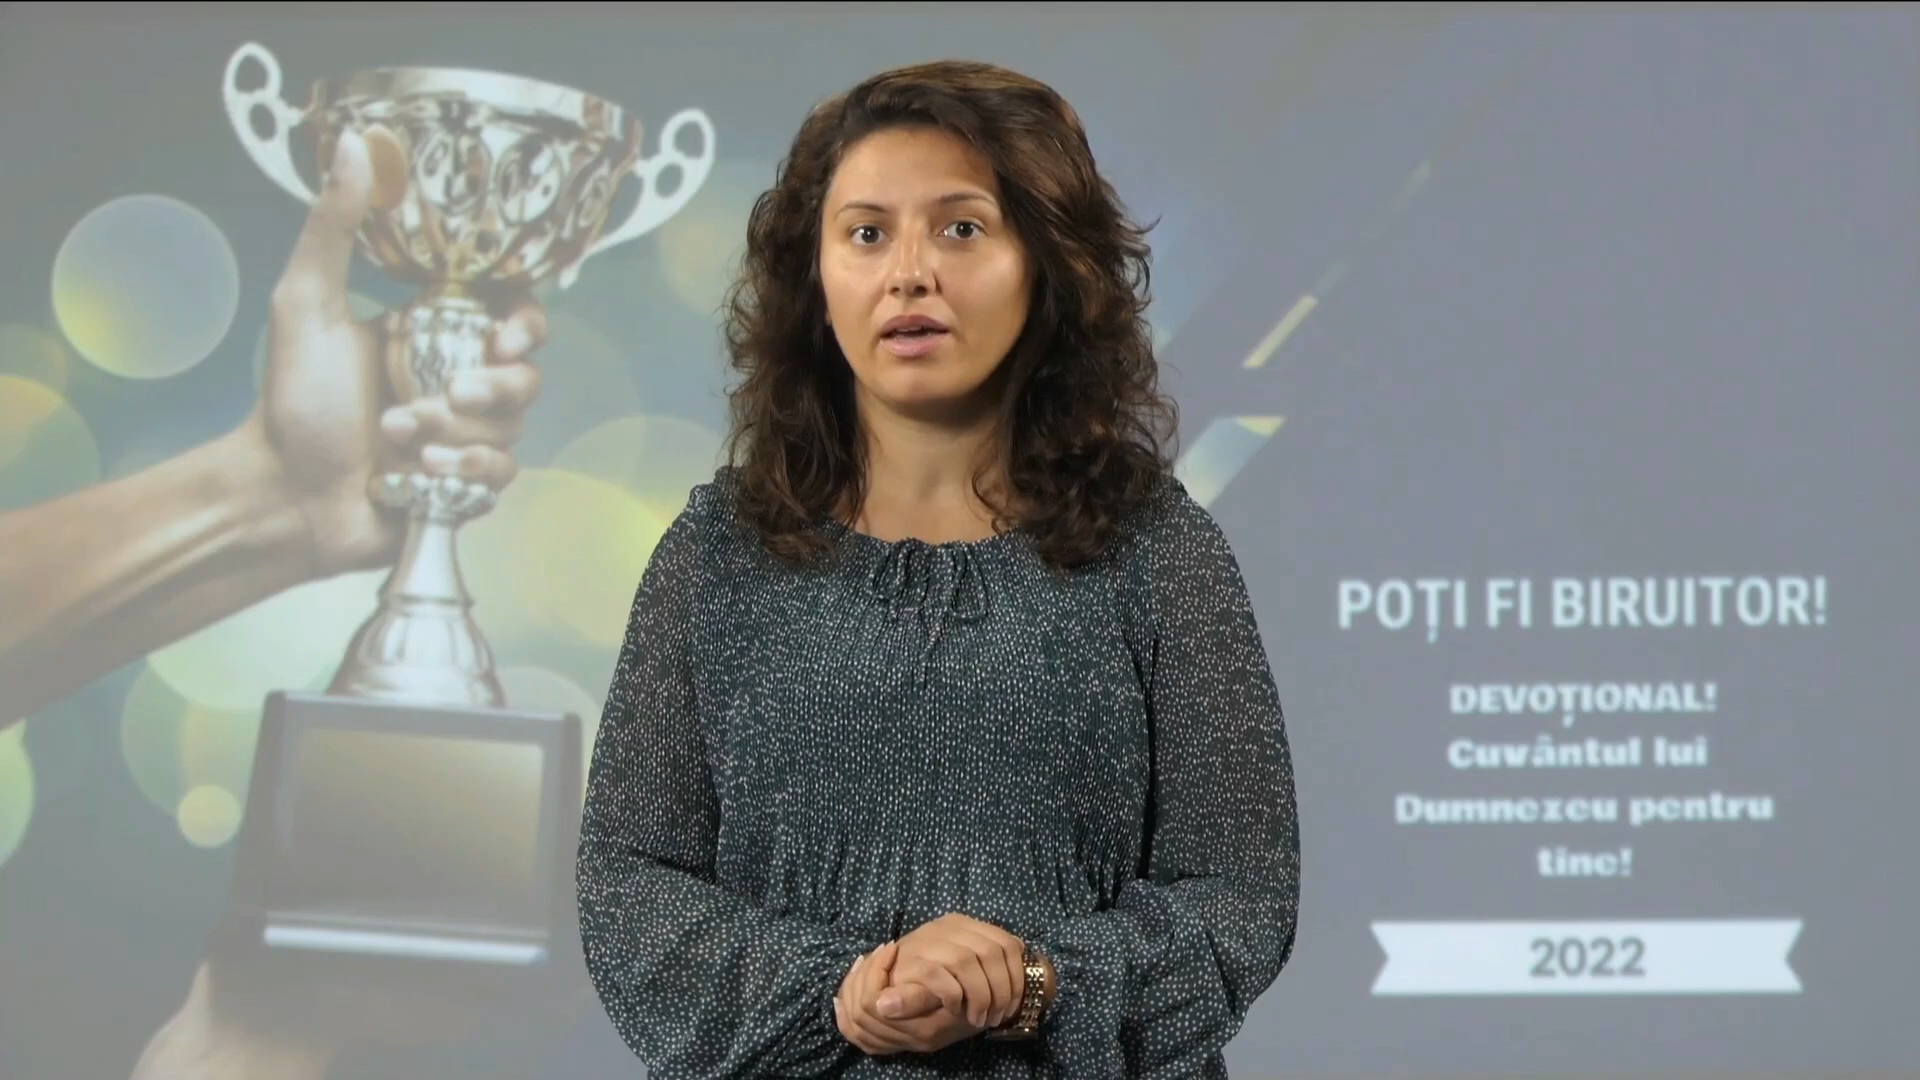 POȚI FI BIRUITOR!
DEVOȚIONAL!
Cuvântul lui
Dumnezeu pentru
tine!
2022